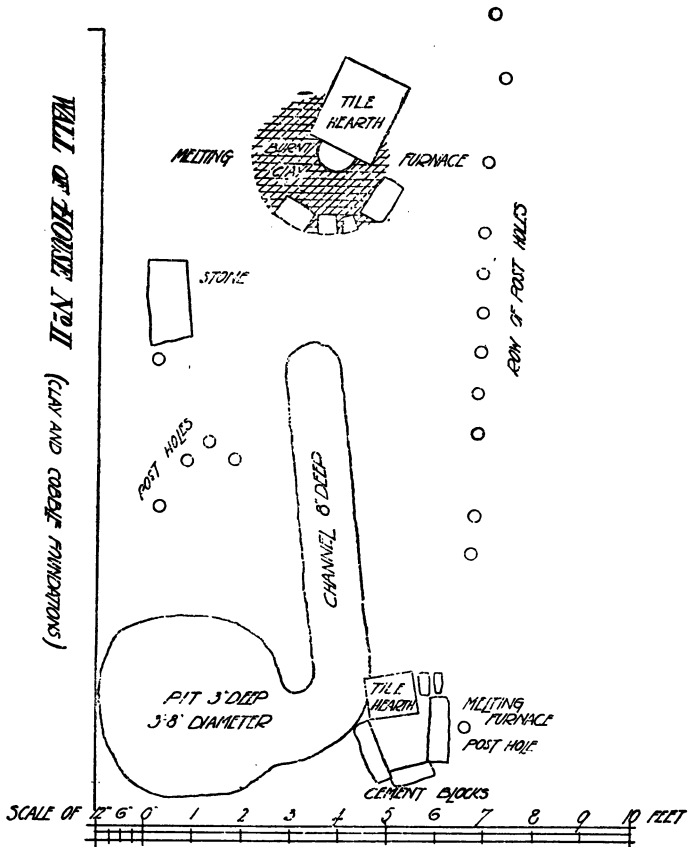 TILE
HEARTH
MELTING
BURNT
CLAY
FURNACE
WALL OF HOUSE No II
(CLAY AND COBBLE FOUNDATIONS)
STONE
ROW OF POST HOLES
POST HOLES
CHANNEL 8" DEEP
PIT 3" DEEP
3'-8" DIAMETER
TILE
HEARTH
MELTING
FURNACE
POST HOLE
CEMENT BLOCKS
SCALE OF 12" 6" 0 1 2 3 4 5 6 7 8 9 10 FEET